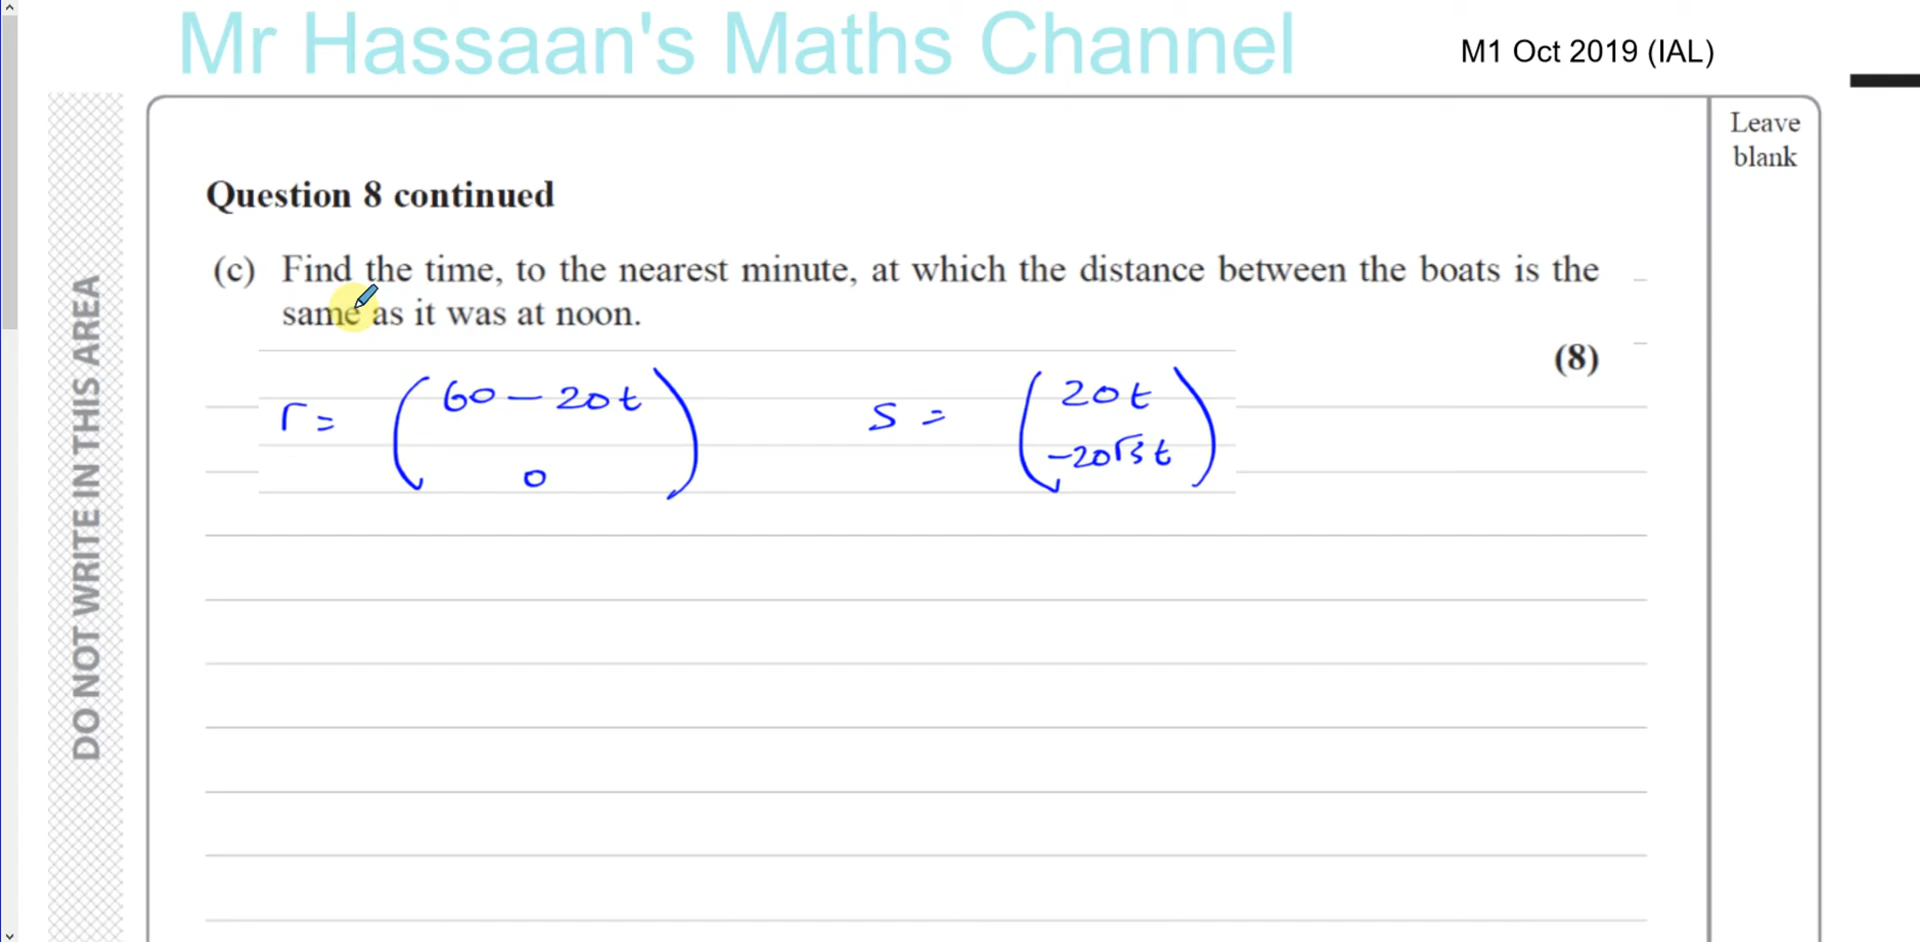 Mr Hassaan's Maths Channel
M1 Oct 2019 (IAL)
Leave
blank
DO NOT WRITE IN THIS AREA
Question 8 continued
(c) Find the time, to the nearest minute, at which the distance between the boats is the
same as it was at noon.
(8)
r = ( 60 - 20t
0 )
s = ( 20t
-20√3 t )